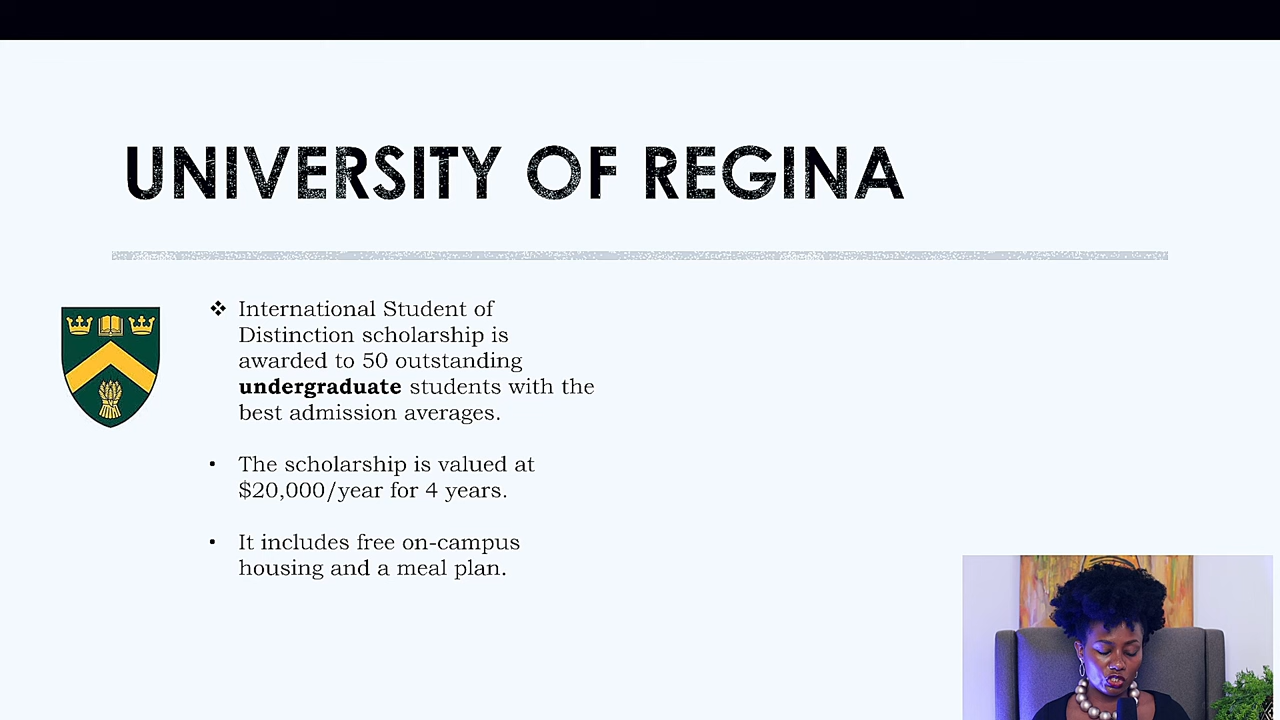 UNIVERSITY OF REGINA
❖ International Student of
Distinction scholarship is
awarded to 50 outstanding
undergraduate students with the
best admission averages.
• The scholarship is valued at
$20,000/year for 4 years.
• It includes free on-campus
housing and a meal plan.